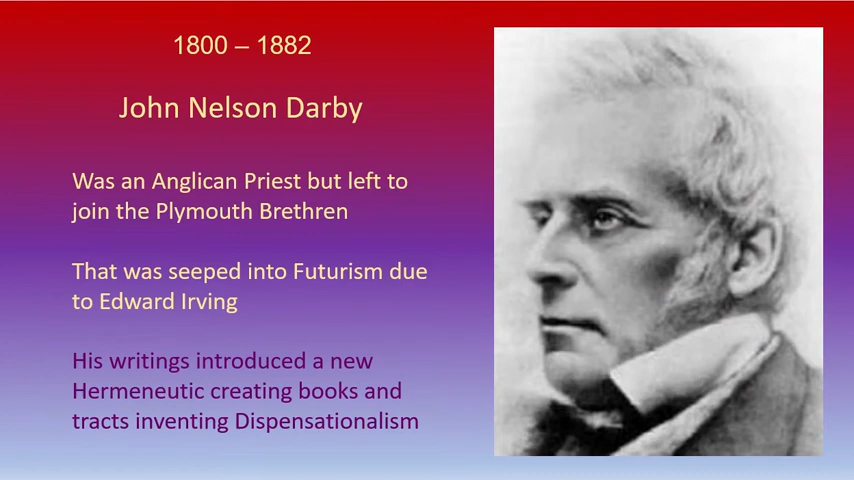 1800 – 1882
John Nelson Darby
Was an Anglican Priest but left to
join the Plymouth Brethren
That was seeped into Futurism due
to Edward Irving
His writings introduced a new
Hermeneutic creating books and
tracts inventing Dispensationalism